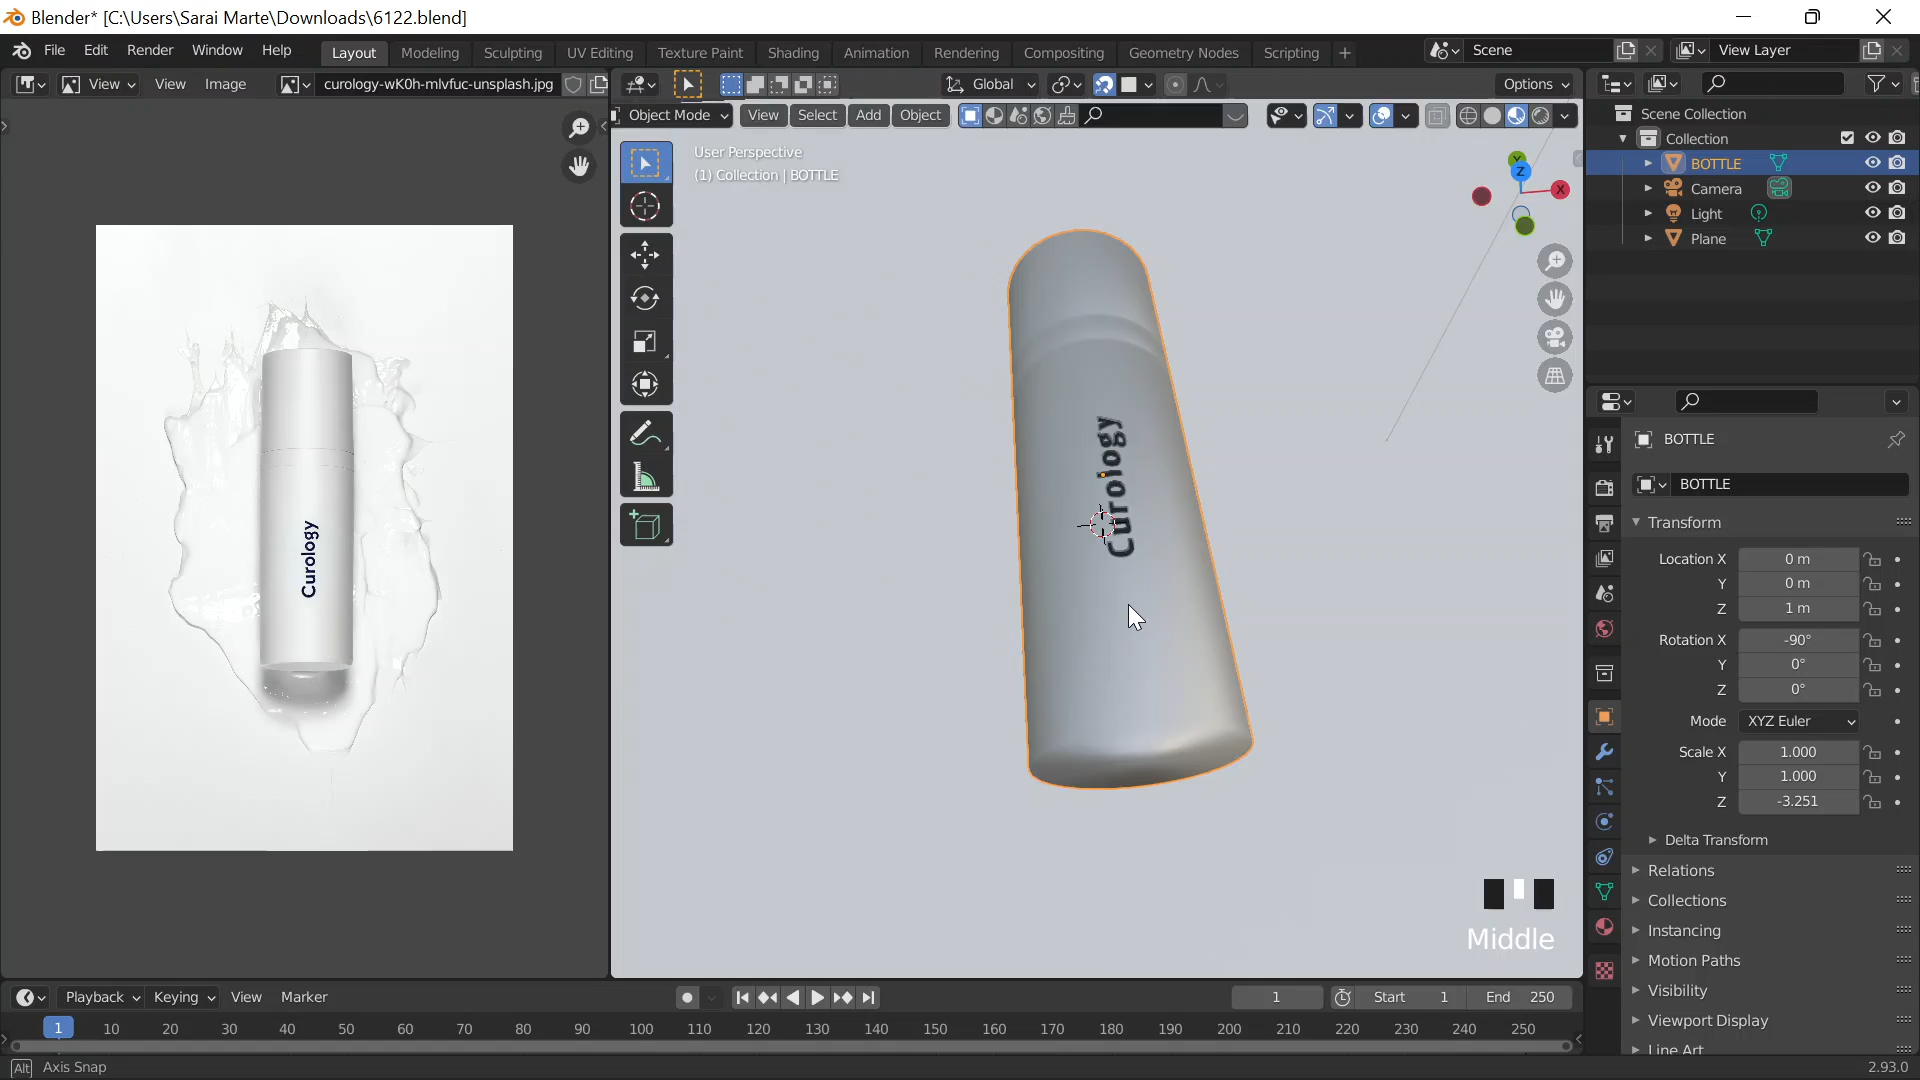 Blender* [C:\Users\Sarai Marte\Downloads\6122.blend]
File Edit Render Window Help
Layout Modeling Sculpting UV Editing Texture Paint Shading Animation Rendering Compositing Geometry Nodes Scripting +
Scene
View Layer
View View Image curology-wK0h-mlvfuc-unsplash.jpg
Global
Options
Object Mode View Select Add Object
User Perspective
(1) Collection | BOTTLE
Curology
Curology
Y
Z
X
Middle
Scene Collection
Collection
BOTTLE
Camera
Light
Plane
BOTTLE
BOTTLE
Transform
Location X 0 m
Y 0 m
Z 1 m
Rotation X -90°
Y 0°
Z 0°
Mode XYZ Euler
Scale X 1.000
Y 1.000
Z -3.251
Delta Transform
Relations
Collections
Instancing
Motion Paths
Visibility
Viewport Display
Line Art
Playback Keying View Marker
1 Start 1 End 250
1 10 20 30 40 50 60 70 80 90 100 110 120 130 140 150 160 170 180 190 200 210 220 230 240 250
Alt Axis Snap
2.93.0